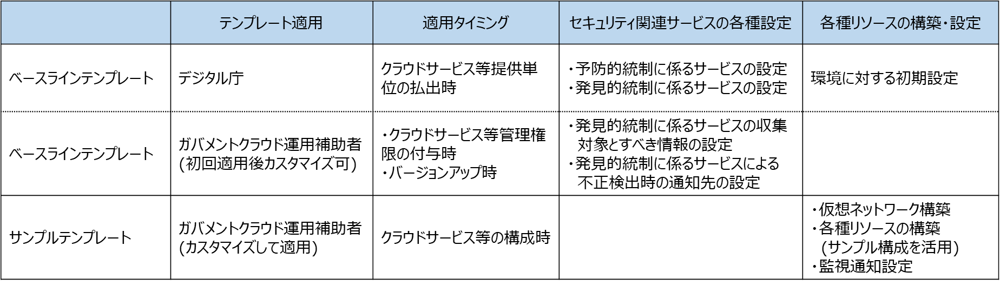 テンプレート適用
適用タイミング
セキュリティ関連サービスの各種設定
各種リソースの構築・設定
ベースラインテンプレート
デジタル庁
クラウドサービス等提供単
位の払出時
・予防的統制に係るサービスの設定
・発見的統制に係るサービスの設定
環境に対する初期設定
ベースラインテンプレート
ガバメントクラウド運用補助者
(初回適用後カスタマイズ可)
・クラウドサービス等管理権
限の付与時
・バージョンアップ時
・発見的統制に係るサービスの収集
対象とすべき情報の設定
・発見的統制に係るサービスによる
不正検出時の通知先の設定
サンプルテンプレート
ガバメントクラウド運用補助者
(カスタマイズして適用)
クラウドサービス等の構成時
・仮想ネットワーク構築
・各種リソースの構築
(サンプル構成を活用)
・監視通知設定